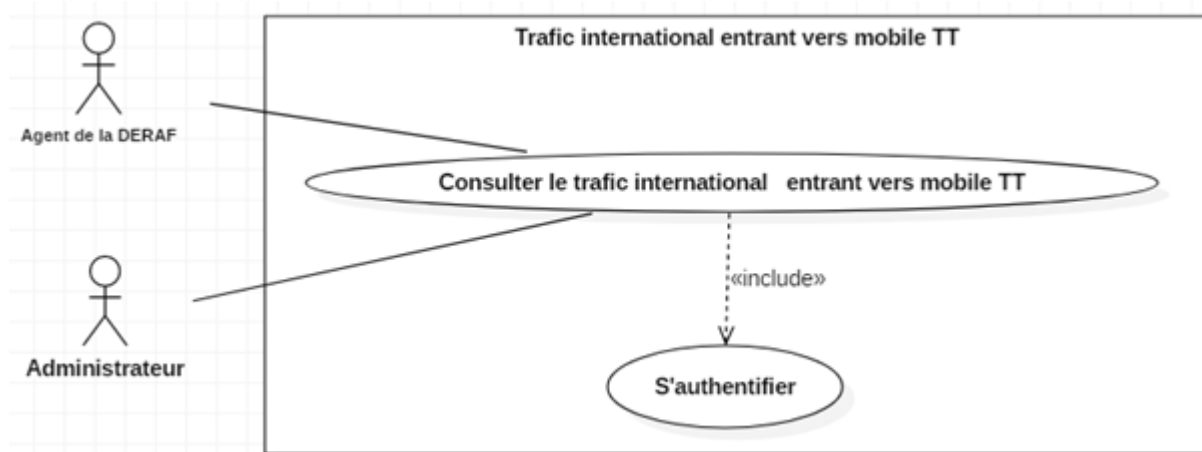 Trafic international entrant vers mobile TT
Agent de la DERAF
Consulter le trafic international entrant vers mobile TT
«include»
Administrateur
S'authentifier